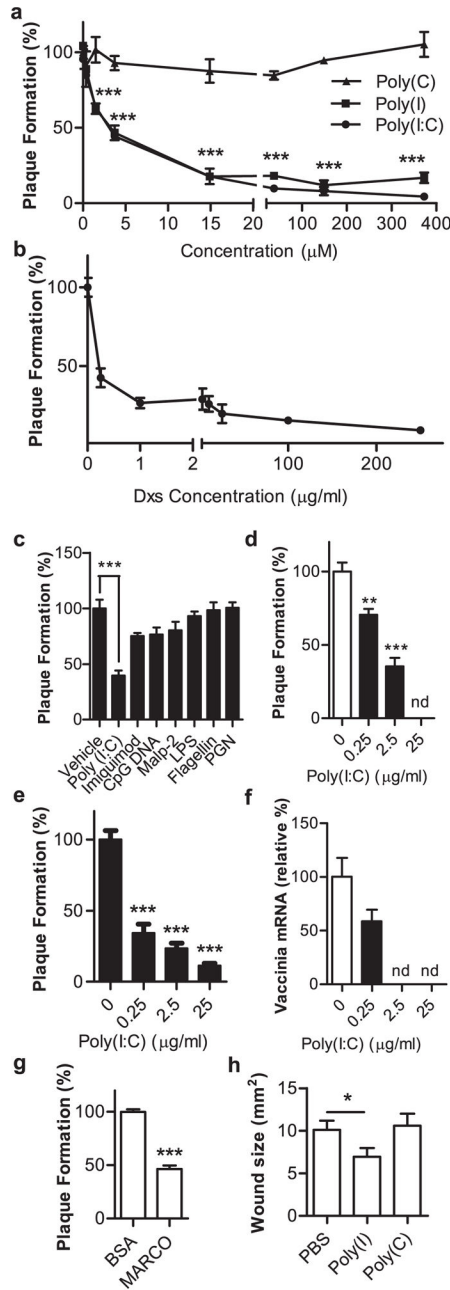 a
Plaque Formation (%)
100
50
0
***
***
***
***
***
***
Poly(C)
Poly(I)
Poly(I:C)
0 5 10 15 20 0 100 200 300 400
Concentration (μM)
b
Plaque Formation (%)
100
50
0 1 2 100 200
Dxs Concentration (μg/ml)
c
Plaque Formation (%)
150
100
50
0
***
Vehicle
Poly (I:C)
Imiquimod
CpG DNA
Malp-2
LPS
Flagellin
PGN
d
Plaque Formation (%)
100
50
0
**
***
nd
0 0.25 2.5 25
Poly(I:C) (μg/ml)
e
Plaque Formation (%)
100
50
0
***
***
***
0 0.25 2.5 25
Poly(I:C) (μg/ml)
f
Vaccinia mRNA (relative %)
150
100
50
0
nd nd
0 0.25 2.5 25
Poly(I:C) (μg/ml)
g
Plaque Formation (%)
100
50
0
***
BSA
MARCO
h
Wound size (mm²)
15
10
5
0
*
PBS
Poly(I)
Poly(C)